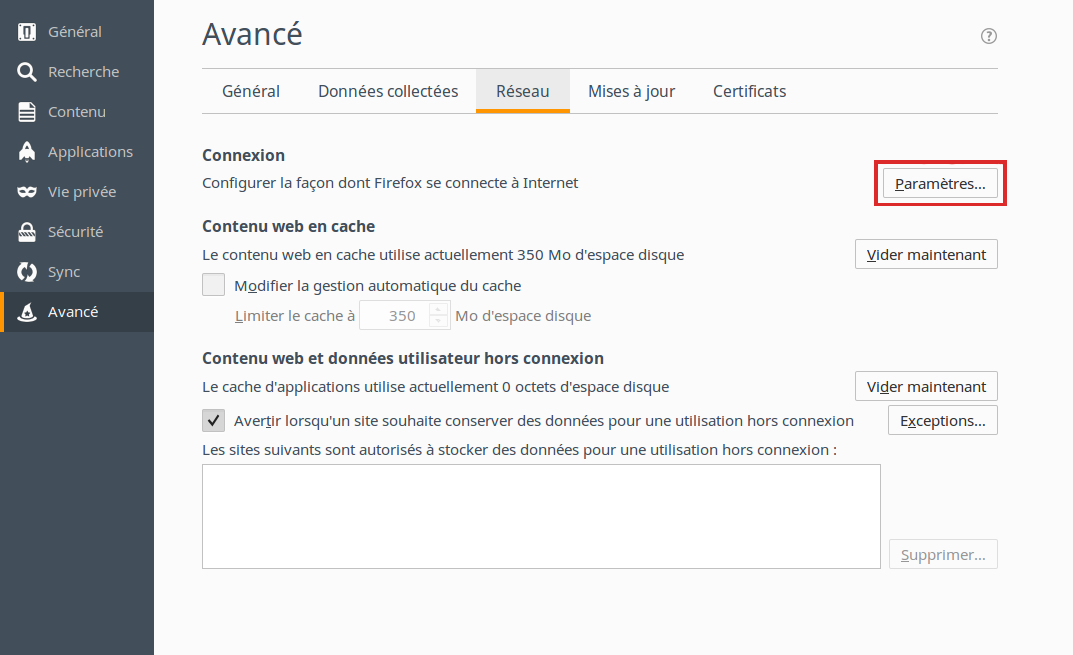 Général
Recherche
Contenu
Applications
Vie privée
Sécurité
Sync
Avancé
Avancé
?
Général Données collectées Réseau Mises à jour Certificats
Connexion
Configurer la façon dont Firefox se connecte à Internet Paramètres...
Contenu web en cache
Le contenu web en cache utilise actuellement 350 Mo d'espace disque Vider maintenant
Modifier la gestion automatique du cache
Limiter le cache à 350 Mo d'espace disque
Contenu web et données utilisateur hors connexion
Le cache d'applications utilise actuellement 0 octets d'espace disque Vider maintenant
Avertir lorsqu'un site souhaite conserver des données pour une utilisation hors connexion Exceptions...
Les sites suivants sont autorisés à stocker des données pour une utilisation hors connexion :
Supprimer...